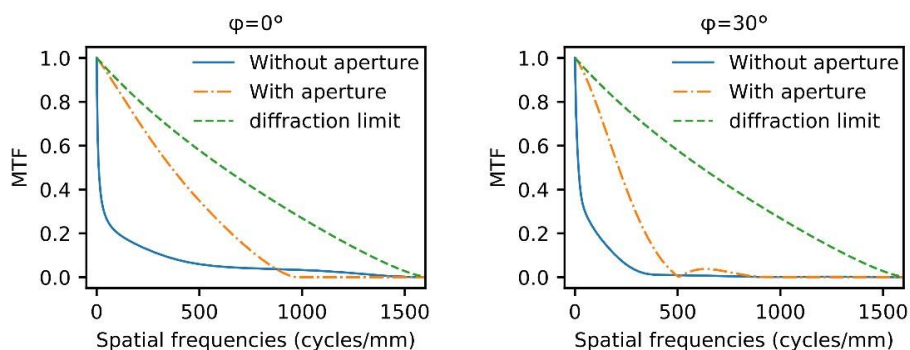 φ=0°
MTF
1.0
0.8
0.6
0.4
0.2
0.0
Without aperture
With aperture
diffraction limit
0
500
1000
1500
Spatial frequencies (cycles/mm)
φ=30°
MTF
1.0
0.8
0.6
0.4
0.2
0.0
Without aperture
With aperture
diffraction limit
0
500
1000
1500
Spatial frequencies (cycles/mm)